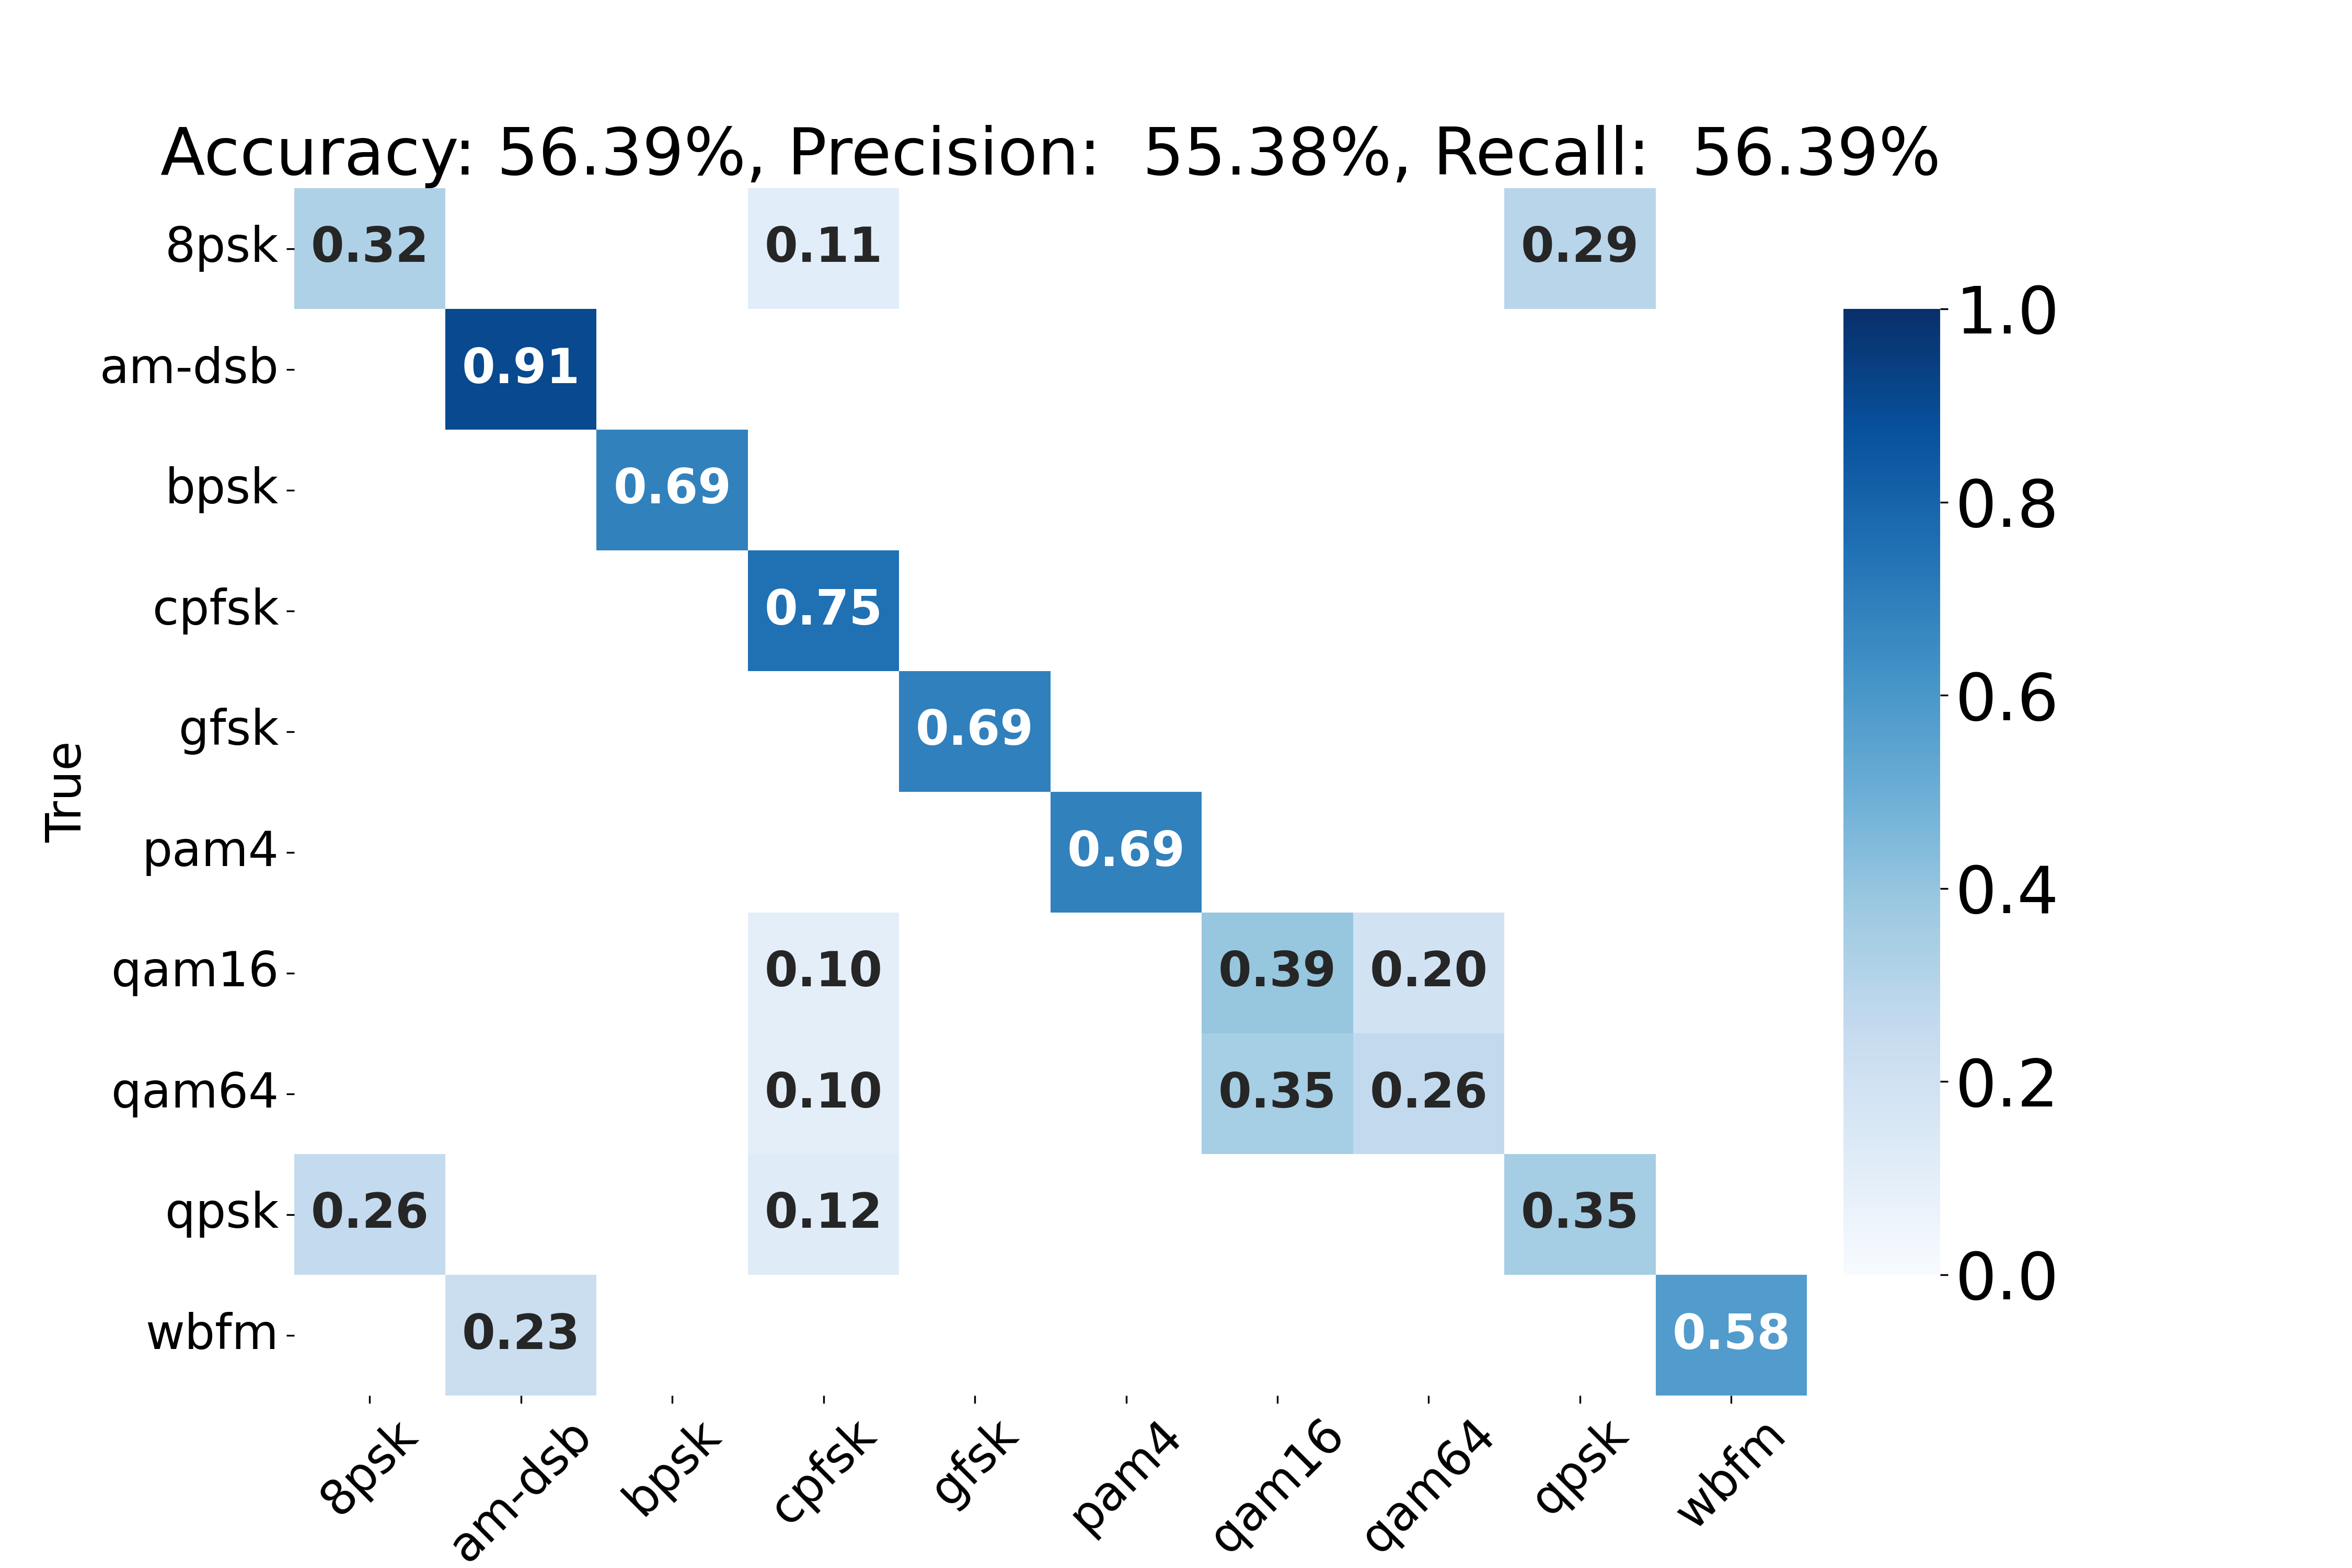 Accuracy: 56.39%, Precision:  55.38%, Recall:  56.39%
8psk 0.32 0.11 0.29
am-dsb 0.91
bpsk 0.69
cpfsk 0.75
gfsk 0.69
pam4 0.69
qam16 0.10 0.39 0.20
qam64 0.10 0.35 0.26
qpsk 0.26 0.12 0.35
wbfm 0.23 0.58
True
8psk am-dsb bpsk cpfsk gfsk pam4 qam16 qam64 qpsk wbfm
1.0
0.8
0.6
0.4
0.2
0.0